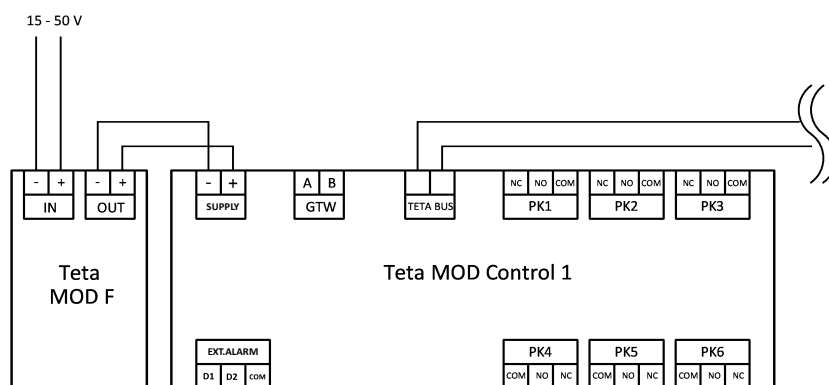 15 - 50 V
- + - + - + A B NC NO COM NC NO COM NC NO COM
IN OUT SUPPLY GTW TETA BUS PK1 PK2 PK3
Teta
MOD F
Teta MOD Control 1
EXT.ALARM PK4 PK5 PK6
D1 D2 COM COM NO NC COM NO NC COM NO NC